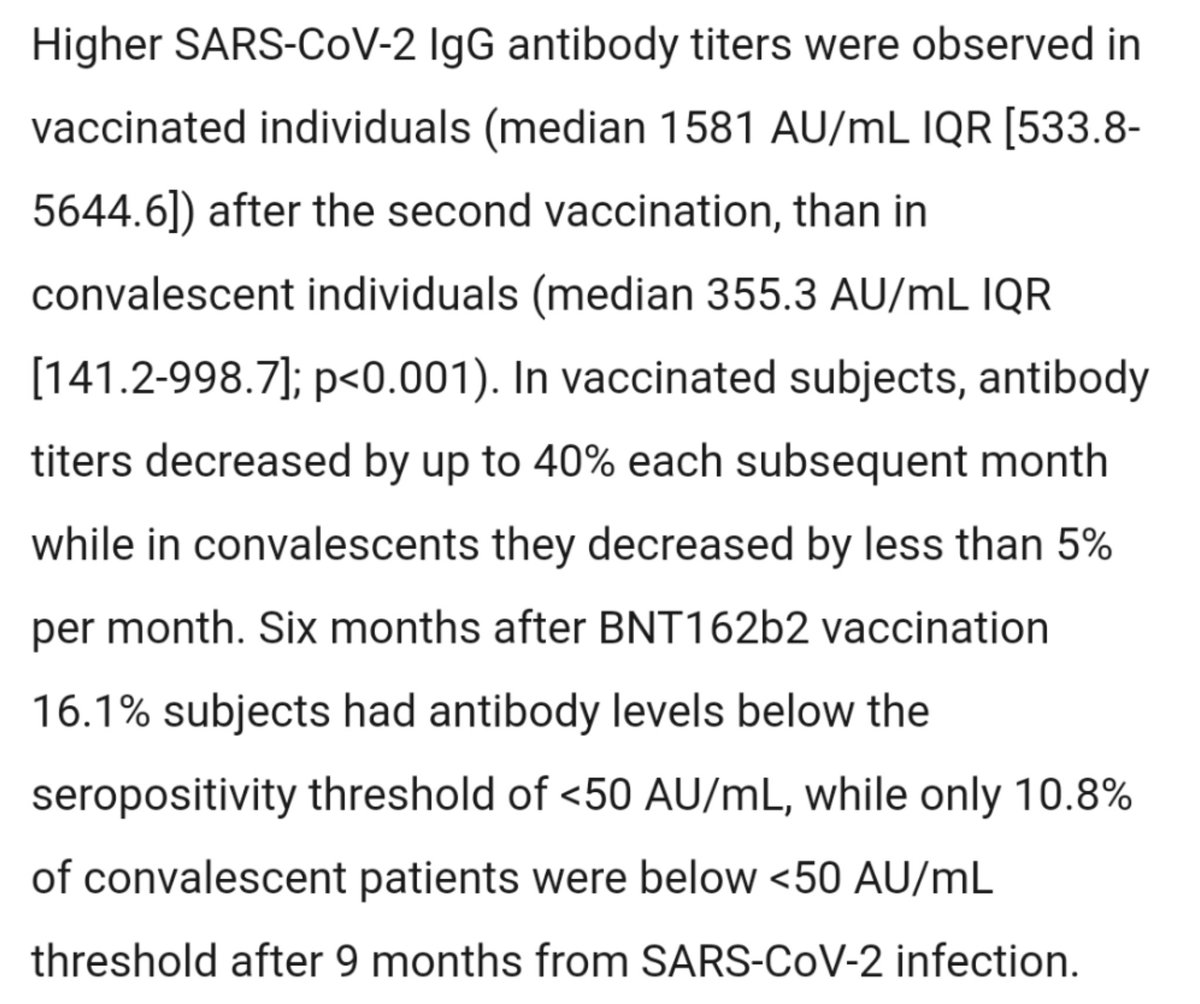 Higher SARS-CoV-2 IgG antibody titers were observed in
vaccinated individuals (median 1581 AU/mL IQR [533.8-
5644.6]) after the second vaccination, than in
convalescent individuals (median 355.3 AU/mL IQR
[141.2-998.7]; p<0.001). In vaccinated subjects, antibody
titers decreased by up to 40% each subsequent month
while in convalescents they decreased by less than 5%
per month. Six months after BNT162b2 vaccination
16.1% subjects had antibody levels below the
seropositivity threshold of <50 AU/mL, while only 10.8%
of convalescent patients were below <50 AU/mL
threshold after 9 months from SARS-CoV-2 infection.